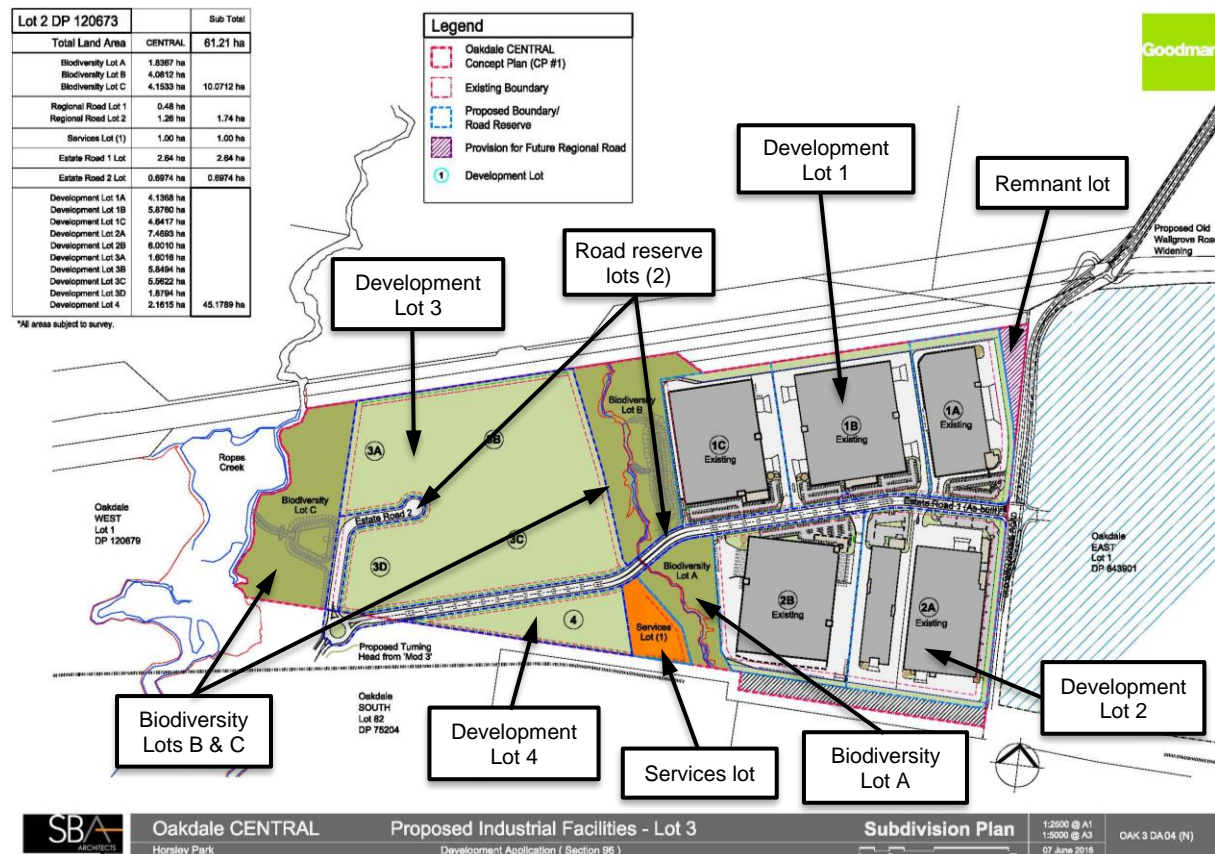 Lot 2 DP 120673 Sub Total
Total Land Area CENTRAL 61.21 ha
Biodiversity Lot A 1.8367 ha
Biodiversity Lot B 4.0812 ha
Biodiversity Lot C 4.1533 ha 10.0712 ha
Regional Road Lot 1 0.48 ha
Regional Road Lot 2 1.26 ha 1.74 ha
Services Lot (1) 1.00 ha 1.00 ha
Estate Road 1 Lot 2.64 ha 2.64 ha
Estate Road 2 Lot 0.6974 ha 0.6974 ha
Development Lot 1A 4.1368 ha
Development Lot 1B 5.8760 ha
Development Lot 1C 4.6417 ha
Development Lot 2A 7.4693 ha
Development Lot 2B 6.0010 ha
Development Lot 3A 1.6016 ha
Development Lot 3B 5.8494 ha
Development Lot 3C 5.5622 ha
Development Lot 3D 1.8794 ha
Development Lot 4 2.1615 ha 45.1789 ha
*All areas subject to survey.
Legend
Oakdale CENTRAL
Concept Plan (CP #1)
Existing Boundary
Proposed Boundary/
Road Reserve
Provision for Future Regional Road
1 Development Lot
Goodman
Development
Lot 1
Remnant lot
Road reserve
lots (2)
Development
Lot 3
Proposed Old
Wallgrove Road
Widening
Biodiversity
Lot B
1A
Existing
1B
Existing
1C
Existing
3A
3B
Ropes
Creek
Biodiversity
Lot C
Oakdale
WEST
Lot 1
DP 120679
Estate Road 2
Estate Road 1 (As-built)
3C
3D
Biodiversity
Lot A
Oakdale
EAST
Lot 1
DP 843901
2B
Existing
2A
Existing
4
Services
Lot (1)
Proposed Turning
Head from 'Mod 3'
Oakdale
SOUTH
Lot 82
DP 75204
Biodiversity
Lots B & C
Development
Lot 4
Services lot
Biodiversity
Lot A
Development
Lot 2
SBA
ARCHITECTS
Oakdale CENTRAL
Horsley Park
Proposed Industrial Facilities - Lot 3
Development Application ( Section 96 )
Subdivision Plan
1:2500 @ A1
1:5000 @ A3
07 June 2016
OAK 3 DA04 (N)